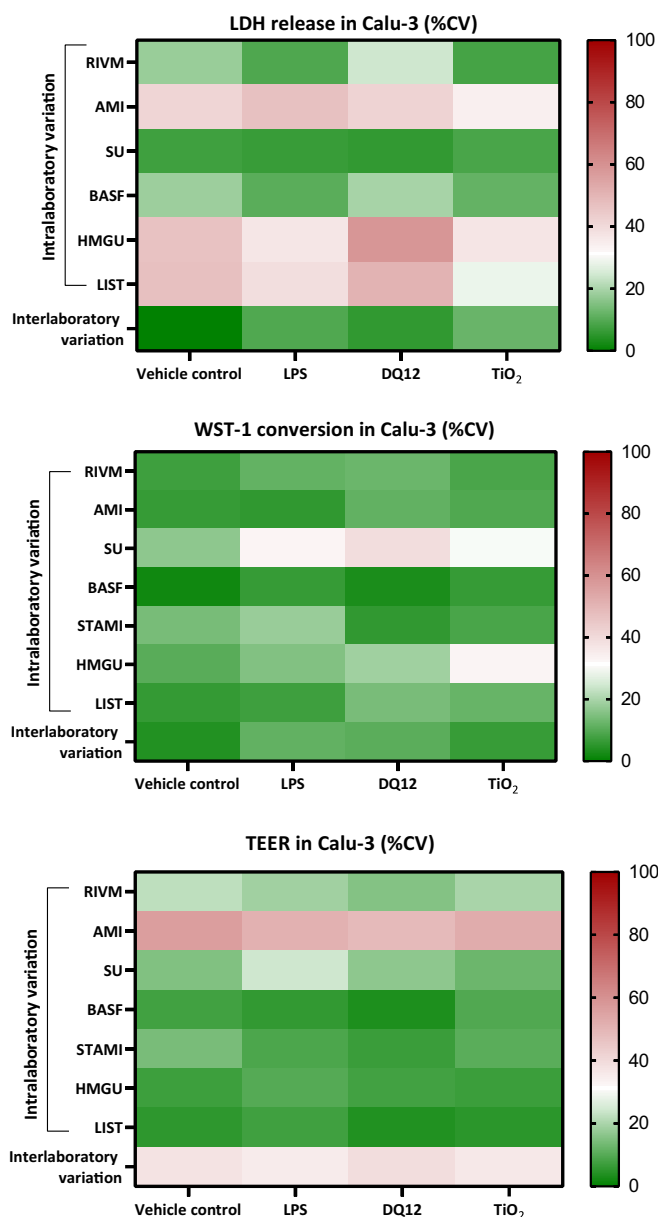 LDH release in Calu-3 (%CV)
Intralaboratory variation
RIVM
AMI
SU
BASF
HMGU
LIST
Interlaboratory
variation
Vehicle control LPS DQ12 TiO₂
100
80
60
40
20
0
WST-1 conversion in Calu-3 (%CV)
Intralaboratory variation
RIVM
AMI
SU
BASF
STAMI
HMGU
LIST
Interlaboratory
variation
Vehicle control LPS DQ12 TiO₂
100
80
60
40
20
0
TEER in Calu-3 (%CV)
Intralaboratory variation
RIVM
AMI
SU
BASF
STAMI
HMGU
LIST
Interlaboratory
variation
Vehicle control LPS DQ12 TiO₂
100
80
60
40
20
0